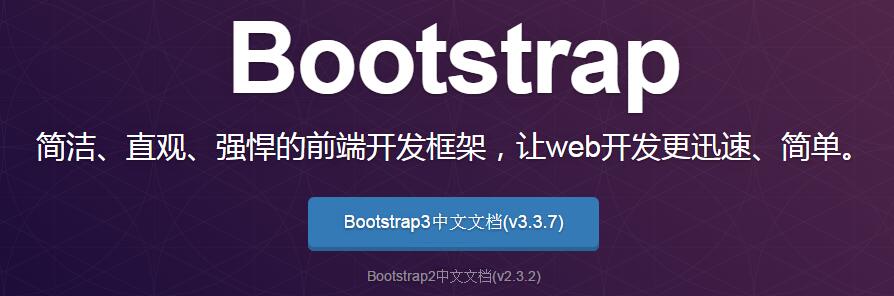 Bootstrap
简洁、直观、强悍的前端开发框架，让web开发更迅速、简单。
Bootstrap3中文文档(v3.3.7)
Bootstrap2中文文档(v2.3.2)